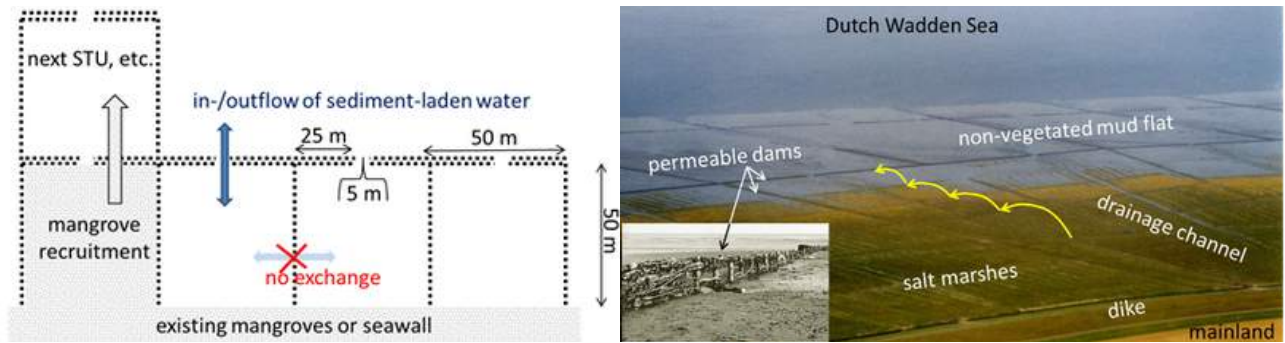 next STU, etc.
in-/outflow of sediment-laden water
25 m
50 m
5 m
50 m
mangrove
recruitment
no exchange
existing mangroves or seawall
Dutch Wadden Sea
non-vegetated mud flat
permeable dams
drainage channel
salt marshes
dike
mainland